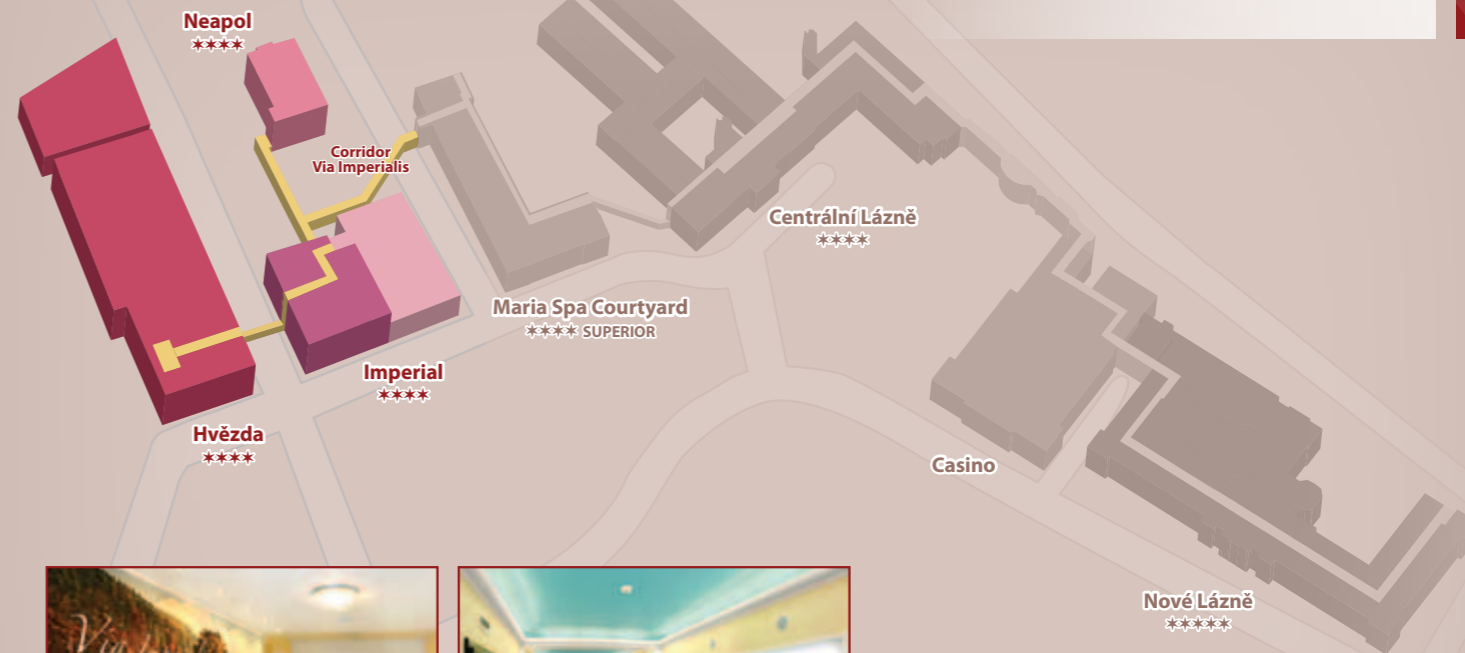 Neapol
✶✶✶✶
Corridor
Via Imperialis
Centrální Lázně
✶✶✶✶
Maria Spa Courtyard
✶✶✶✶ SUPERIOR
Imperial
✶✶✶✶
Hvězda
✶✶✶✶
Casino
Nové Lázně
✶✶✶✶✶